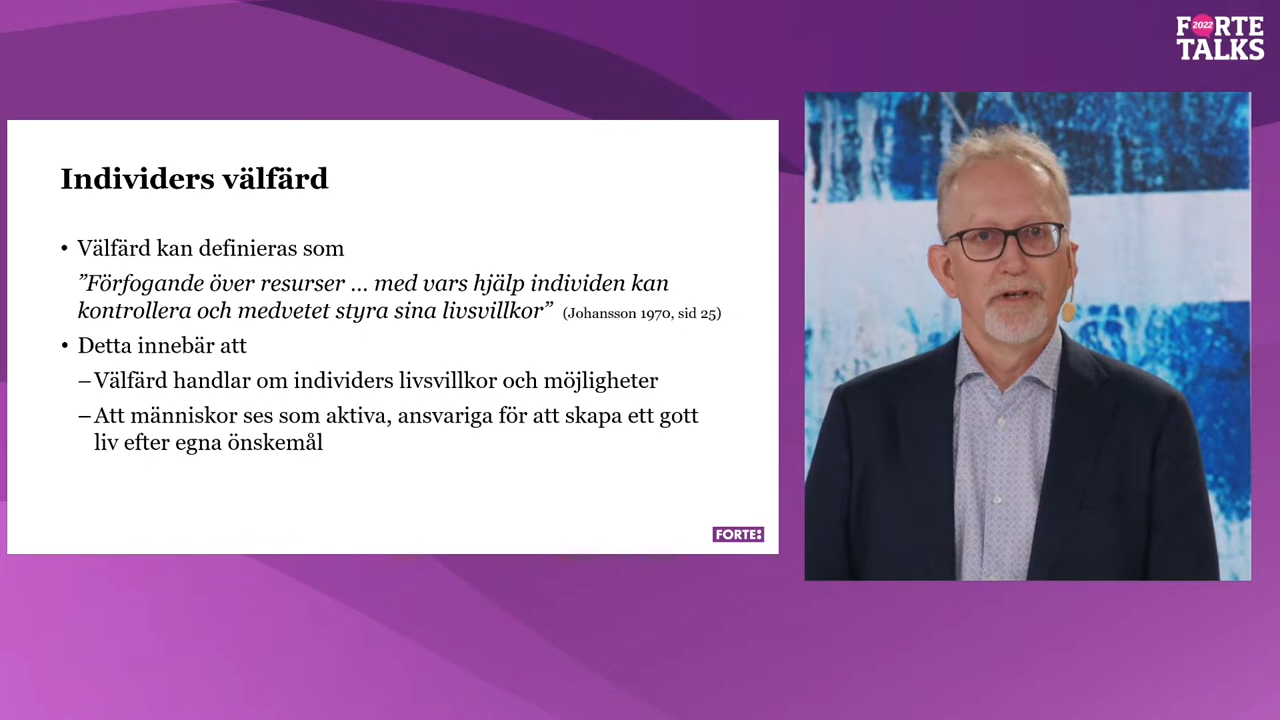 FORTE
2022
TALKS
Individers välfärd
• Välfärd kan definieras som
”Förfogande över resurser ... med vars hjälp individen kan
kontrollera och medvetet styra sina livsvillkor” (Johansson 1970, sid 25)
• Detta innebär att
– Välfärd handlar om individers livsvillkor och möjligheter
– Att människor ses som aktiva, ansvariga för att skapa ett gott
liv efter egna önskemål
FORTE: